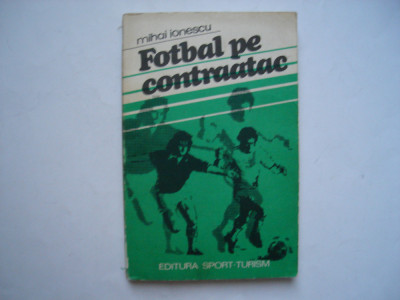 mihai ionescu
Fotbal pe
contraatac
EDITURA SPORT-TURISM